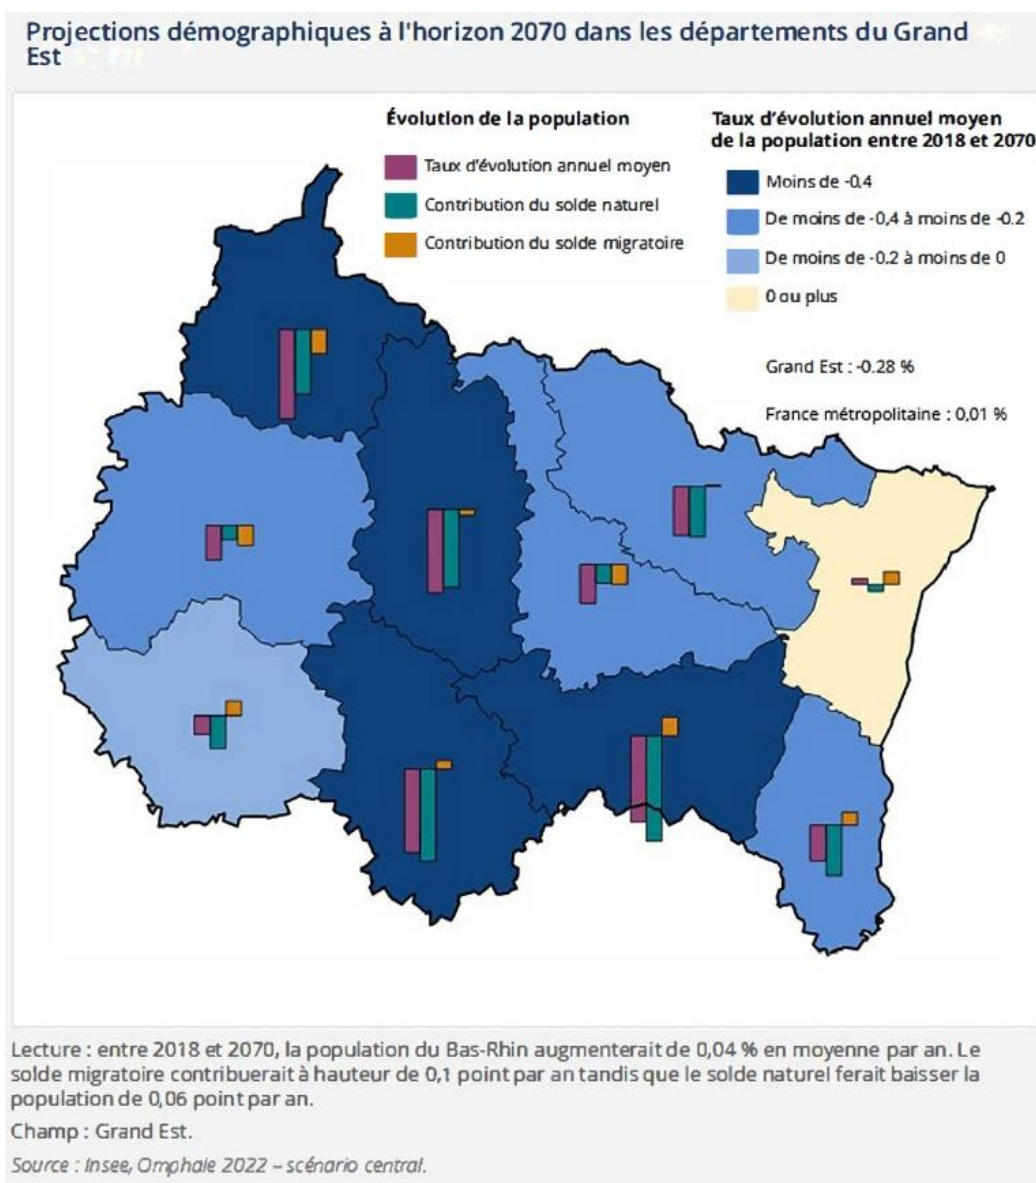 Projections démographiques à l'horizon 2070 dans les départements du Grand
Est
Évolution de la population
Taux d'évolution annuel moyen
Contribution du solde naturel
Contribution du solde migratoire
Taux d'évolution annuel moyen
de la population entre 2018 et 2070
Moins de -0,4
De moins de -0,4 à moins de -0.2
De moins de -0.2 à moins de 0
0 ou plus
Grand Est : -0.28 %
France métropolitaine : 0,01 %
Lecture : entre 2018 et 2070, la population du Bas-Rhin augmenterait de 0,04 % en moyenne par an. Le
solde migratoire contribuerait à hauteur de 0,1 point par an tandis que le solde naturel ferait baisser la
population de 0,06 point par an.
Champ : Grand Est.
Source : Insee, Omphale 2022 – scénario central.